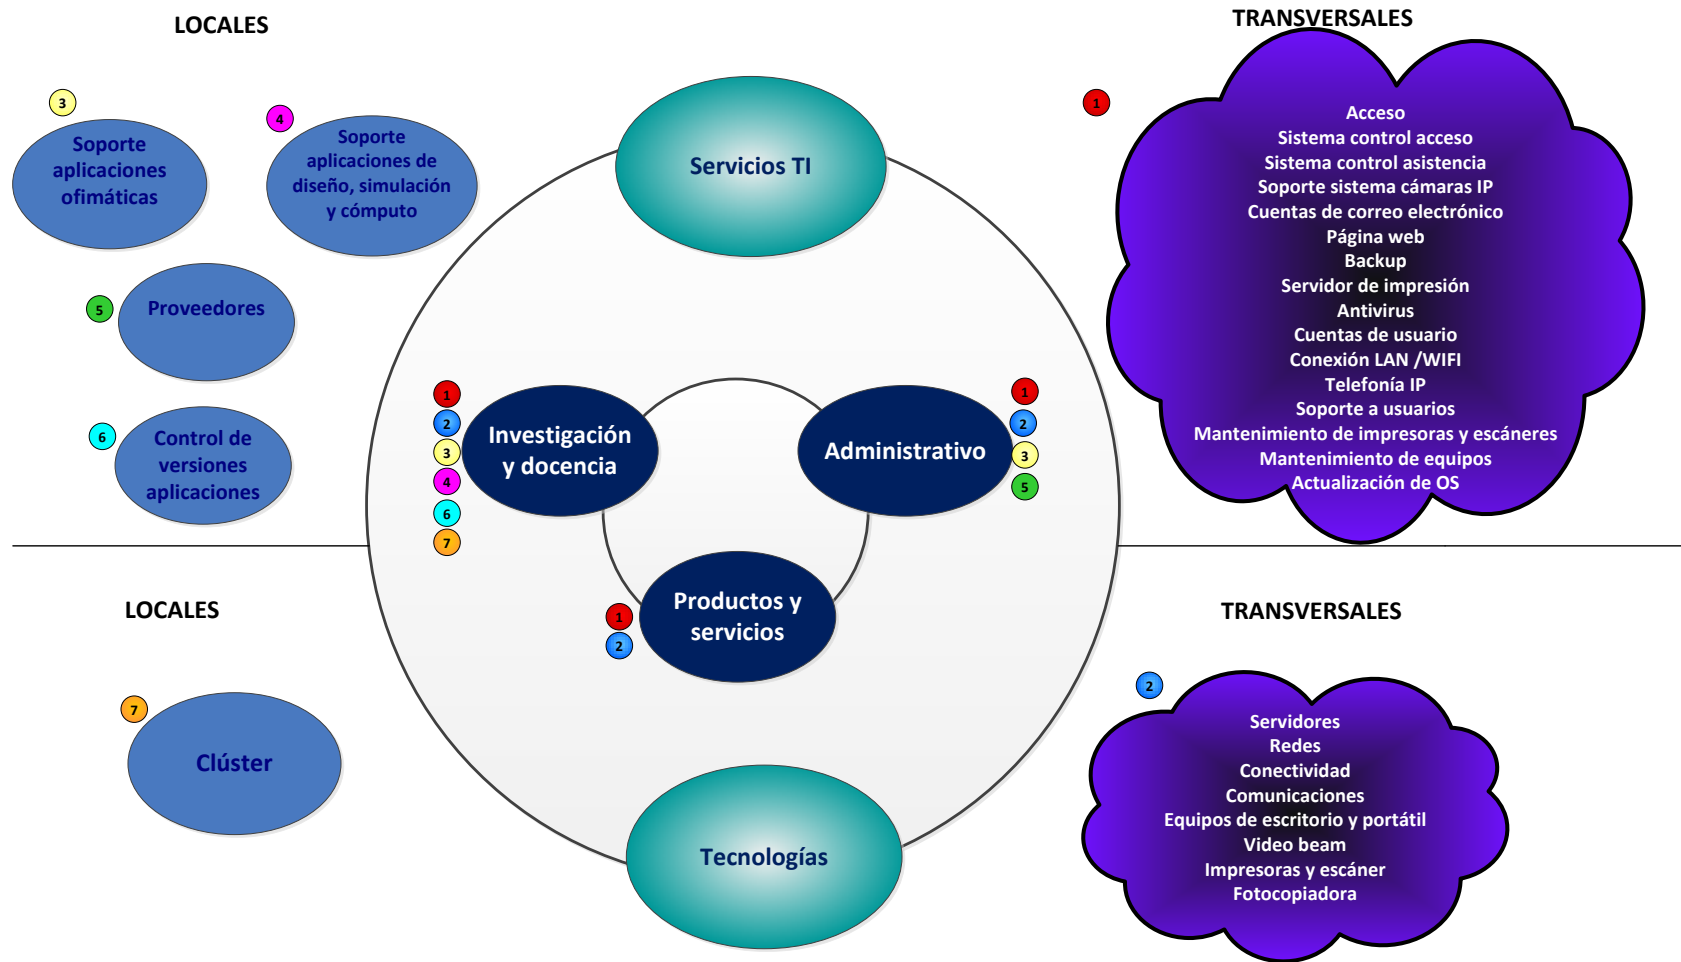 LOCALES
3
Soporte
aplicaciones
ofimáticas
4
Soporte
aplicaciones de
diseño, simulación
y cómputo
5
Proveedores
6
Control de
versiones
aplicaciones
Servicios TI
TRANSVERSALES
1
Acceso
Sistema control acceso
Sistema control asistencia
Soporte sistema cámaras IP
Cuentas de correo electrónico
Página web
Backup
Servidor de impresión
Antivirus
Cuentas de usuario
Conexión LAN /WIFI
Telefonía IP
Soporte a usuarios
Mantenimiento de impresoras y escáneres
Mantenimiento de equipos
Actualización de OS
1
2
3
4
6
7
Investigación
y docencia
Administrativo
1
2
3
5
1
2
Productos y
servicios
LOCALES
7
Clúster
Tecnologías
TRANSVERSALES
2
Servidores
Redes
Conectividad
Comunicaciones
Equipos de escritorio y portátil
Video beam
Impresoras y escáner
Fotocopiadora